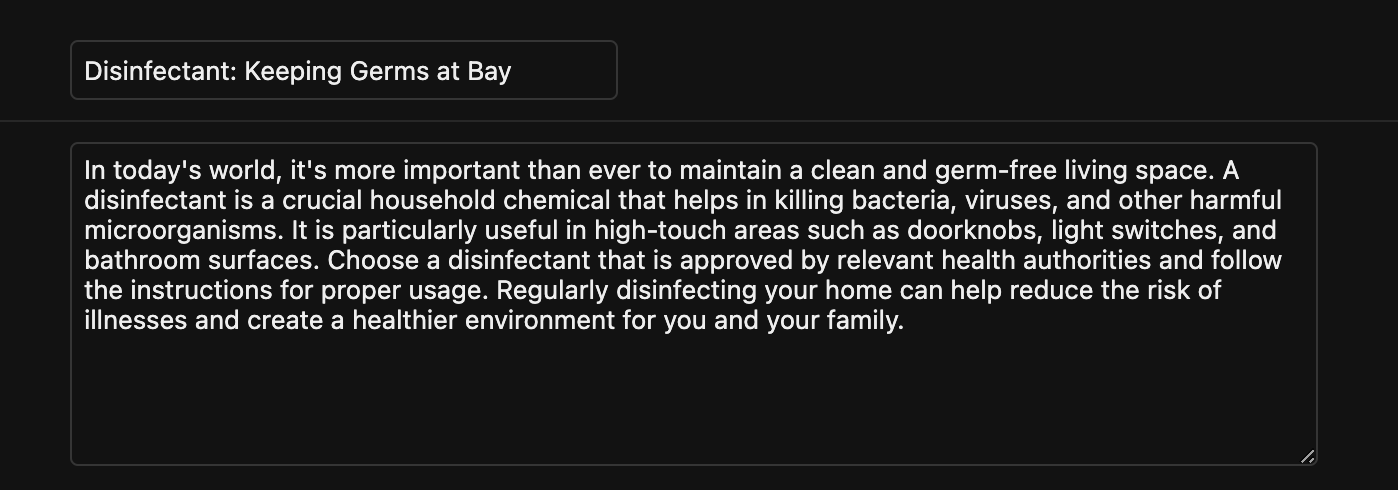 Disinfectant: Keeping Germs at Bay
In today's world, it's more important than ever to maintain a clean and germ-free living space. A
disinfectant is a crucial household chemical that helps in killing bacteria, viruses, and other harmful
microorganisms. It is particularly useful in high-touch areas such as doorknobs, light switches, and
bathroom surfaces. Choose a disinfectant that is approved by relevant health authorities and follow
the instructions for proper usage. Regularly disinfecting your home can help reduce the risk of
illnesses and create a healthier environment for you and your family.